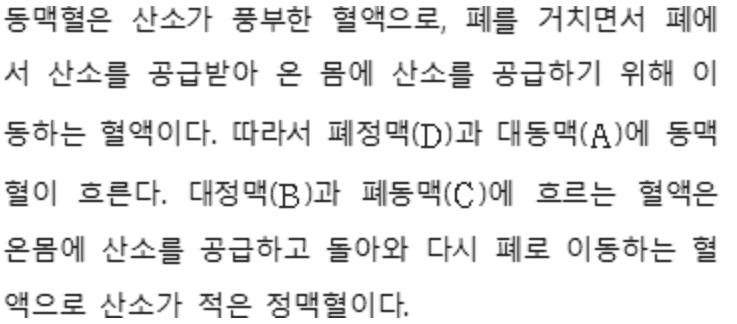 동맥혈은 산소가 풍부한 혈액으로, 폐를 거치면서 폐에
서 산소를 공급받아 온 몸에 산소를 공급하기 위해 이
동하는 혈액이다. 따라서 폐정맥(D)과 대동맥(A)에 동맥
혈이 흐른다. 대정맥(B)과 폐동맥(C)에 흐르는 혈액은
온몸에 산소를 공급하고 돌아와 다시 폐로 이동하는 혈
액으로 산소가 적은 정맥혈이다.